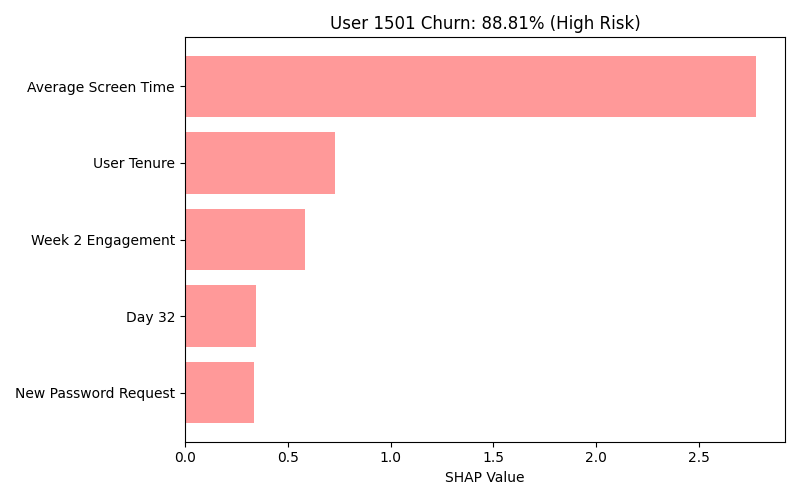 User 1501 Churn: 88.81% (High Risk)
Average Screen Time
User Tenure
Week 2 Engagement
Day 32
New Password Request
0.0 0.5 1.0 1.5 2.0 2.5
SHAP Value